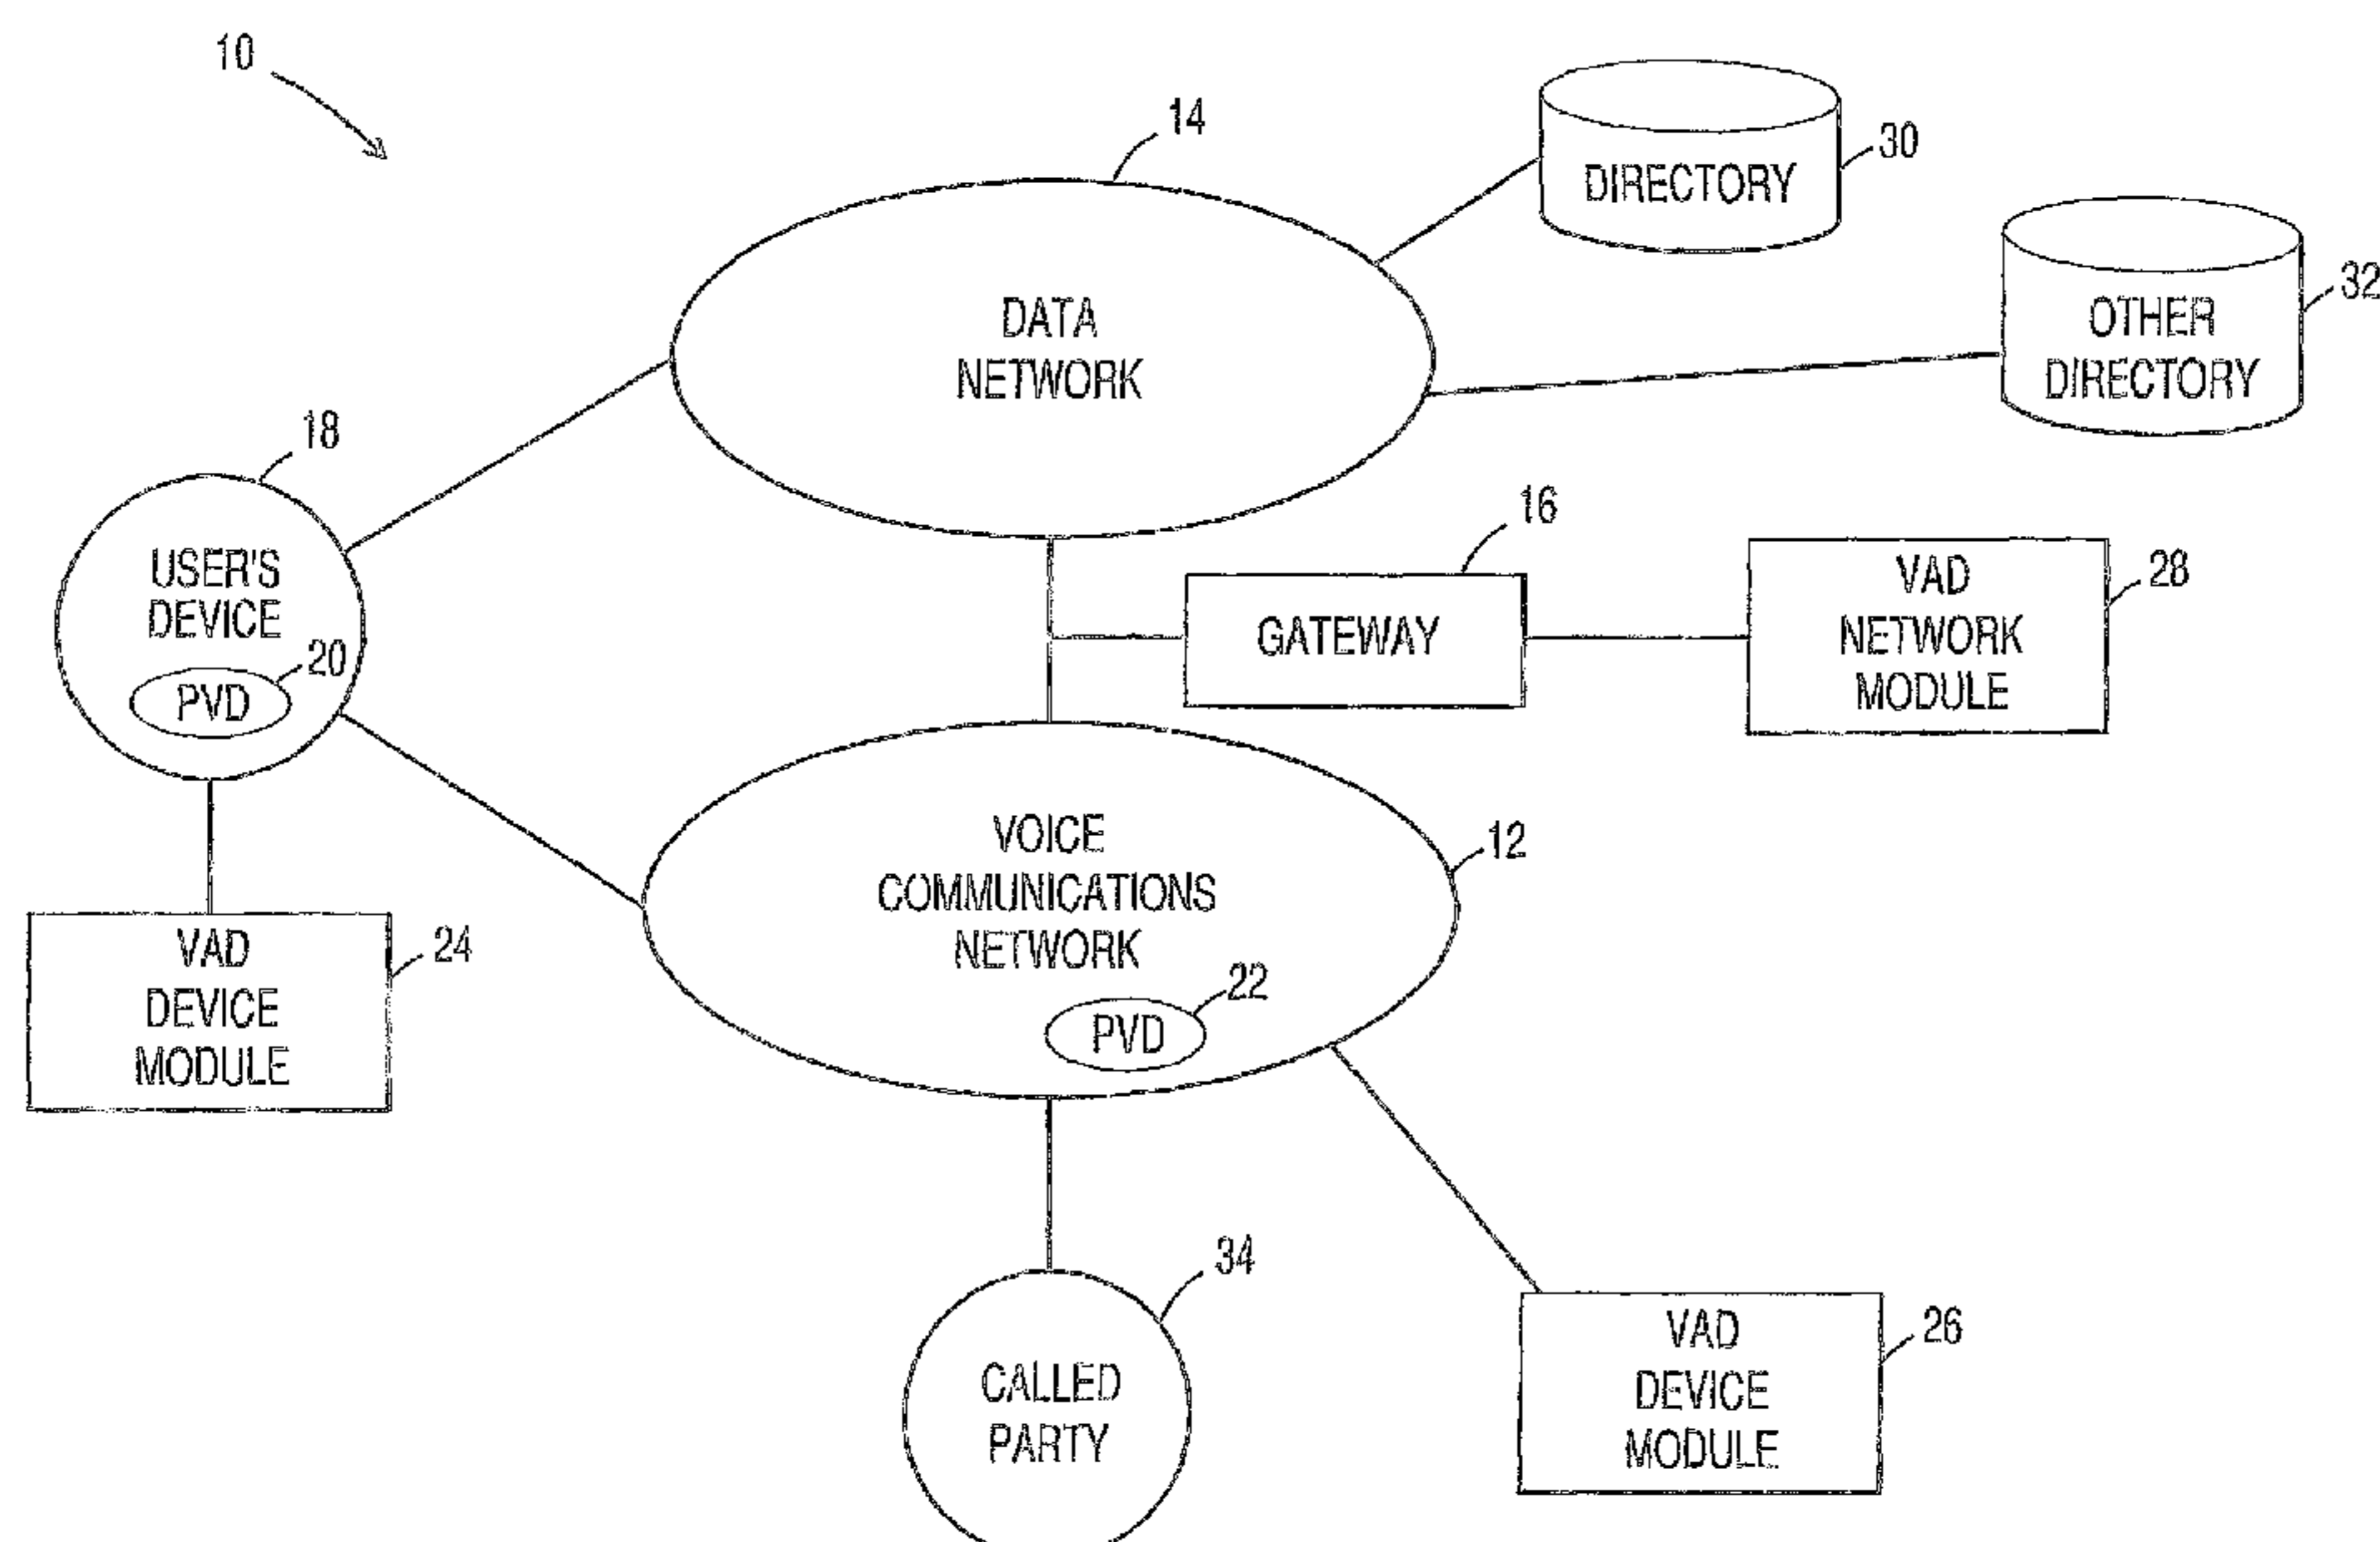 10
14
DIRECTORY
30
OTHER
DIRECTORY
32
DATA
NETWORK
18
USER'S
DEVICE
20
PVD
16
GATEWAY
VAD
NETWORK
MODULE
28
VOICE
COMMUNICATIONS
NETWORK
12
22
PVD
VAD
DEVICE
MODULE
24
34
CALLED
PARTY
VAD
DEVICE
MODULE
26